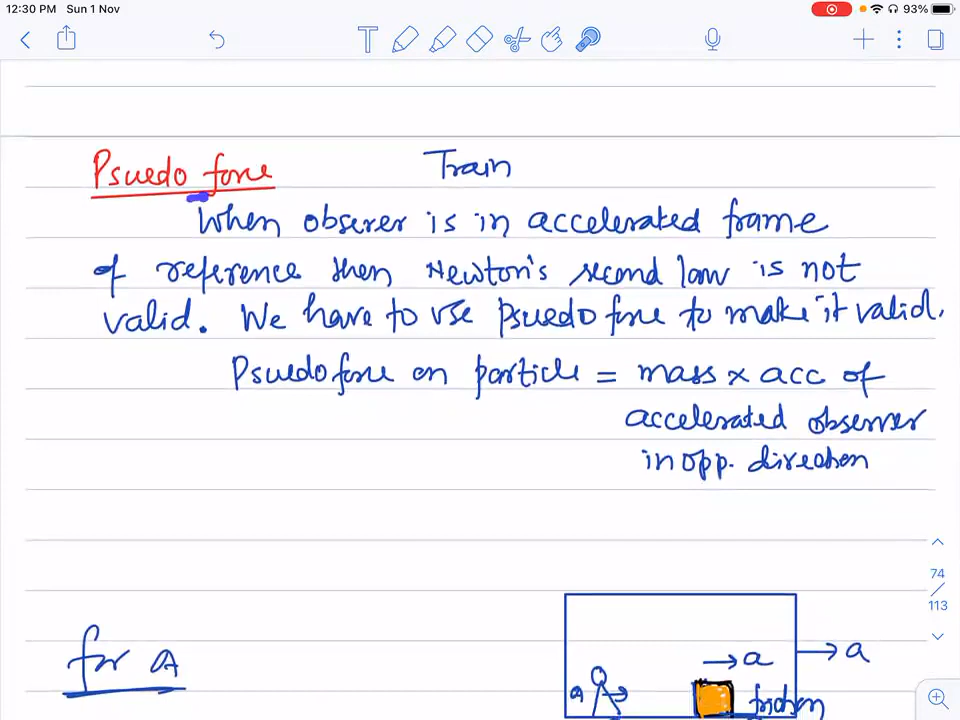 12:30 PM Sun 1 Nov
93%
T
Psuedo force Train
When observer is in accelerated frame
of reference then Newton's second law is not
valid. We have to use psuedo force to make it valid.
Psuedo force on particle = mass × acc of
accelerated observer
in opp. direction
74
/
113
for A
→ a
→ a
A
friction